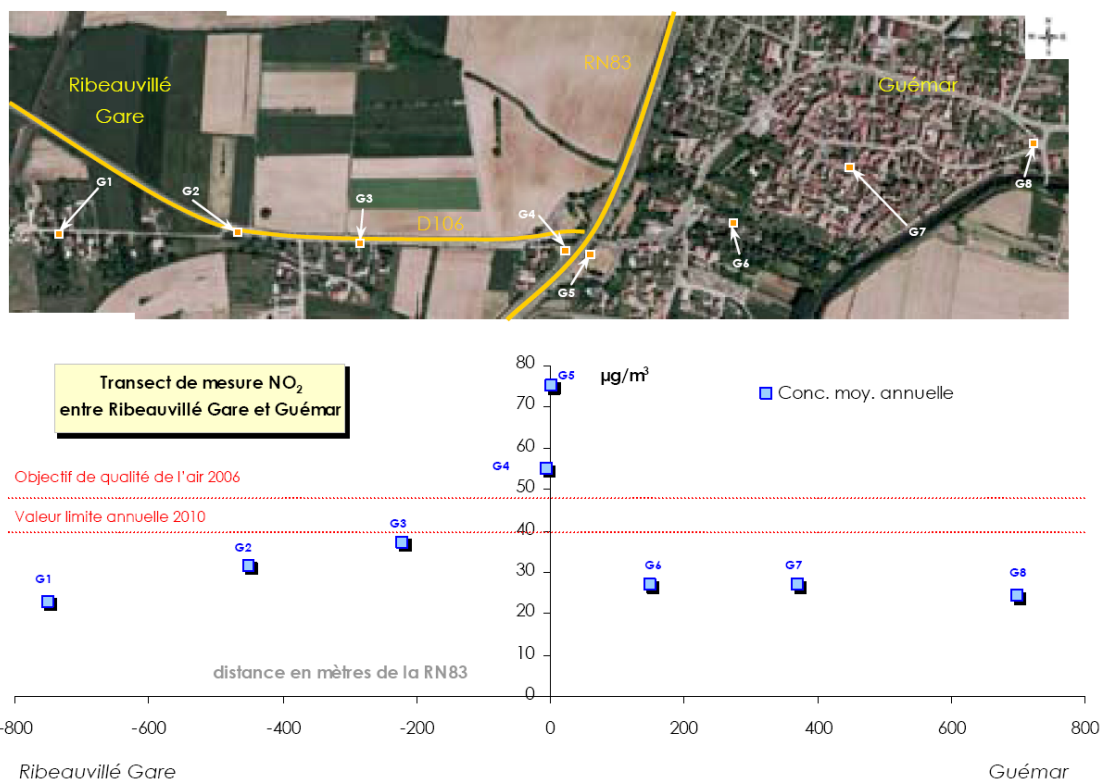 Ribeauvillé
Gare
RN83
Guémar
G1
G2
G3
D106
G4
G5
G6
G7
G8
Transect de mesure NO₂
entre Ribeauvillé Gare et Guémar
µg/m³
Conc. moy. annuelle
Objectif de qualité de l'air 2006
Valeur limite annuelle 2010
G1
G2
G3
G4
G5
G6
G7
G8
80
70
60
50
40
30
20
10
0
distance en mètres de la RN83
-800 -600 -400 -200 0 200 400 600 800
Ribeauvillé Gare
Guémar